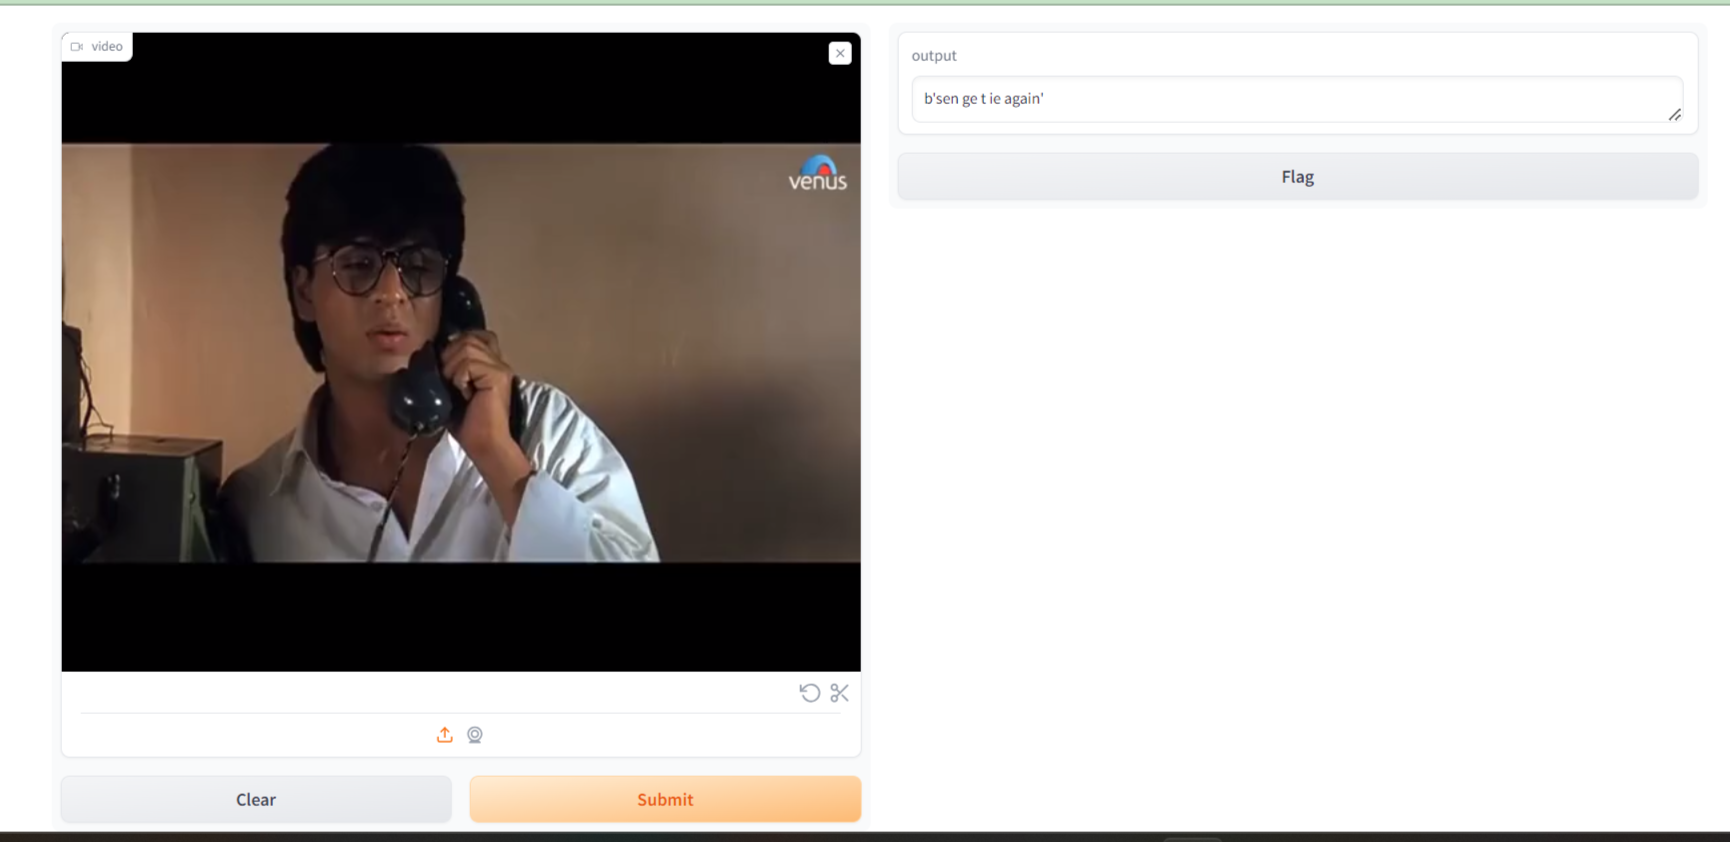 video
venus
output
b'sen ge t ie again'
Flag
Clear
Submit